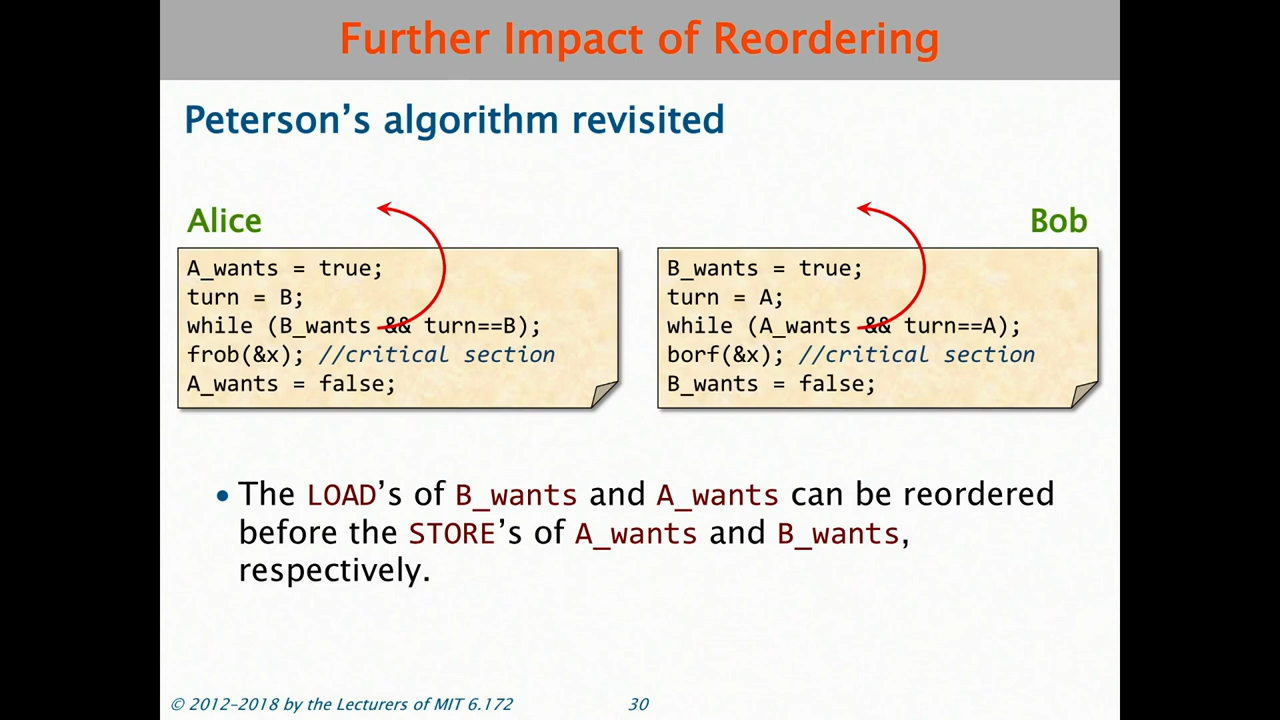 Further Impact of Reordering
Peterson’s algorithm revisited
Alice
A_wants = true;
turn = B;
while (B_wants && turn==B);
frob(&x); //critical section
A_wants = false;
Bob
B_wants = true;
turn = A;
while (A_wants && turn==A);
borf(&x); //critical section
B_wants = false;
• The LOAD’s of B_wants and A_wants can be reordered
before the STORE’s of A_wants and B_wants,
respectively.
© 2012–2018 by the Lecturers of MIT 6.172
30